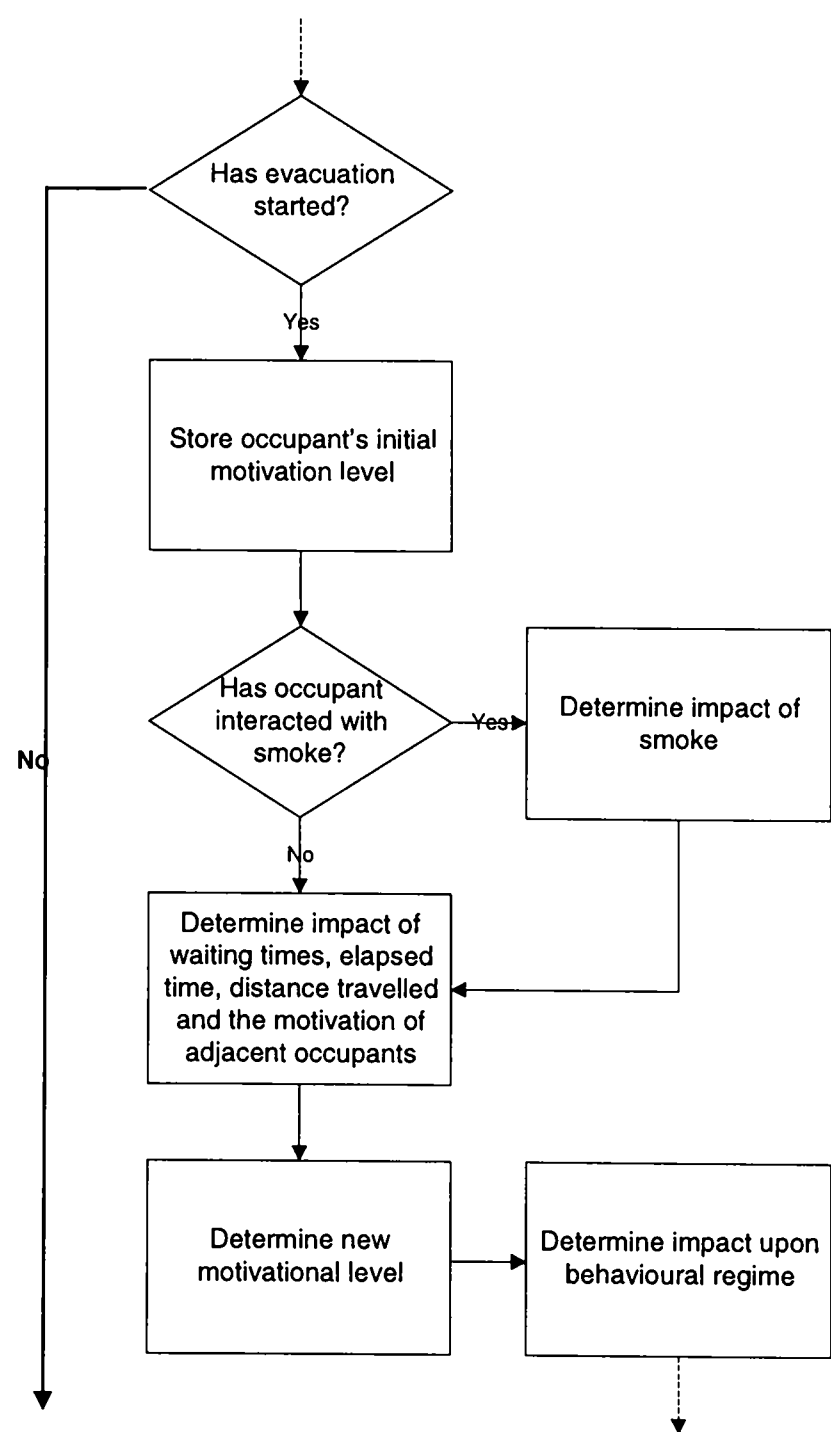 Has evacuation
started?
Yes
Store occupant's initial
motivation level
Has occupant
interacted with
smoke?
Yes
Determine impact of
smoke
No
No
Determine impact of
waiting times, elapsed
time, distance travelled
and the motivation of
adjacent occupants
Determine new
motivational level
Determine impact upon
behavioural regime